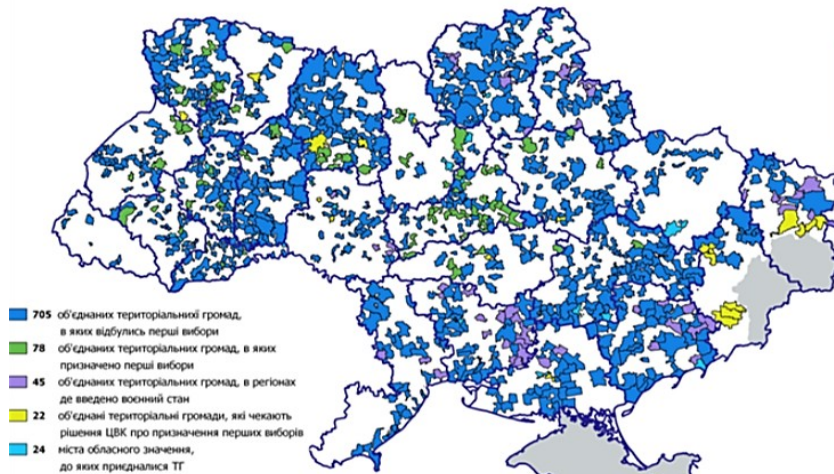 705 об'єднаних територіальних громад,
в яких відбулись перші вибори
78 об'єднаних територіальних громад, в яких
призначено перші вибори
45 об'єднаних територіальних громад, в регіонах
де введено воєнний стан
22 об'єднані територіальні громади, які чекають
рішення ЦВК про призначення перших виборів
24 міста обласного значення,
до яких приєдналися ТГ